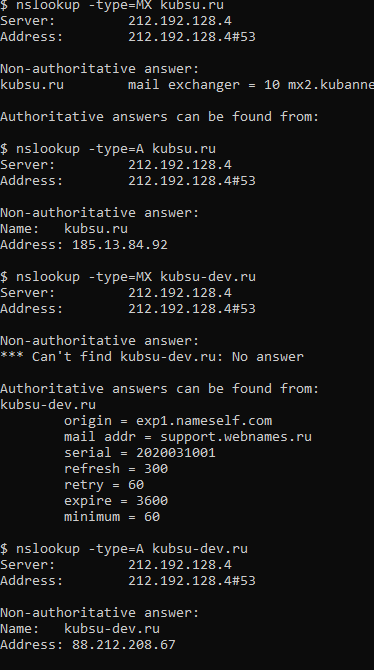 $ nslookup -type=MX kubsu.ru
Server: 212.192.128.4
Address: 212.192.128.4#53
Non-authoritative answer:
kubsu.ru mail exchanger = 10 mx2.kubanne
Authoritative answers can be found from:
$ nslookup -type=A kubsu.ru
Server: 212.192.128.4
Address: 212.192.128.4#53
Non-authoritative answer:
Name: kubsu.ru
Address: 185.13.84.92
$ nslookup -type=MX kubsu-dev.ru
Server: 212.192.128.4
Address: 212.192.128.4#53
Non-authoritative answer:
*** Can't find kubsu-dev.ru: No answer
Authoritative answers can be found from:
kubsu-dev.ru
origin = exp1.nameself.com
mail addr = support.webnames.ru
serial = 2020031001
refresh = 300
retry = 60
expire = 3600
minimum = 60
$ nslookup -type=A kubsu-dev.ru
Server: 212.192.128.4
Address: 212.192.128.4#53
Non-authoritative answer:
Name: kubsu-dev.ru
Address: 88.212.208.67